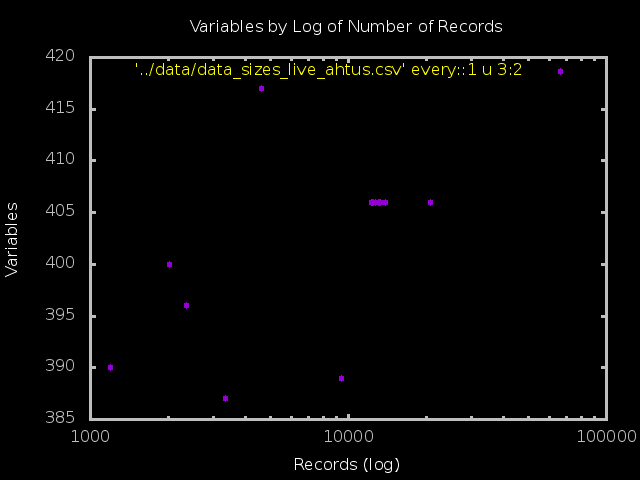 Variables by Log of Number of Records
'../data/data_sizes_live_ahtus.csv' every::1 u 3:2
420
415
410
405
400
395
390
385
Variables
1000 10000 100000
Records (log)